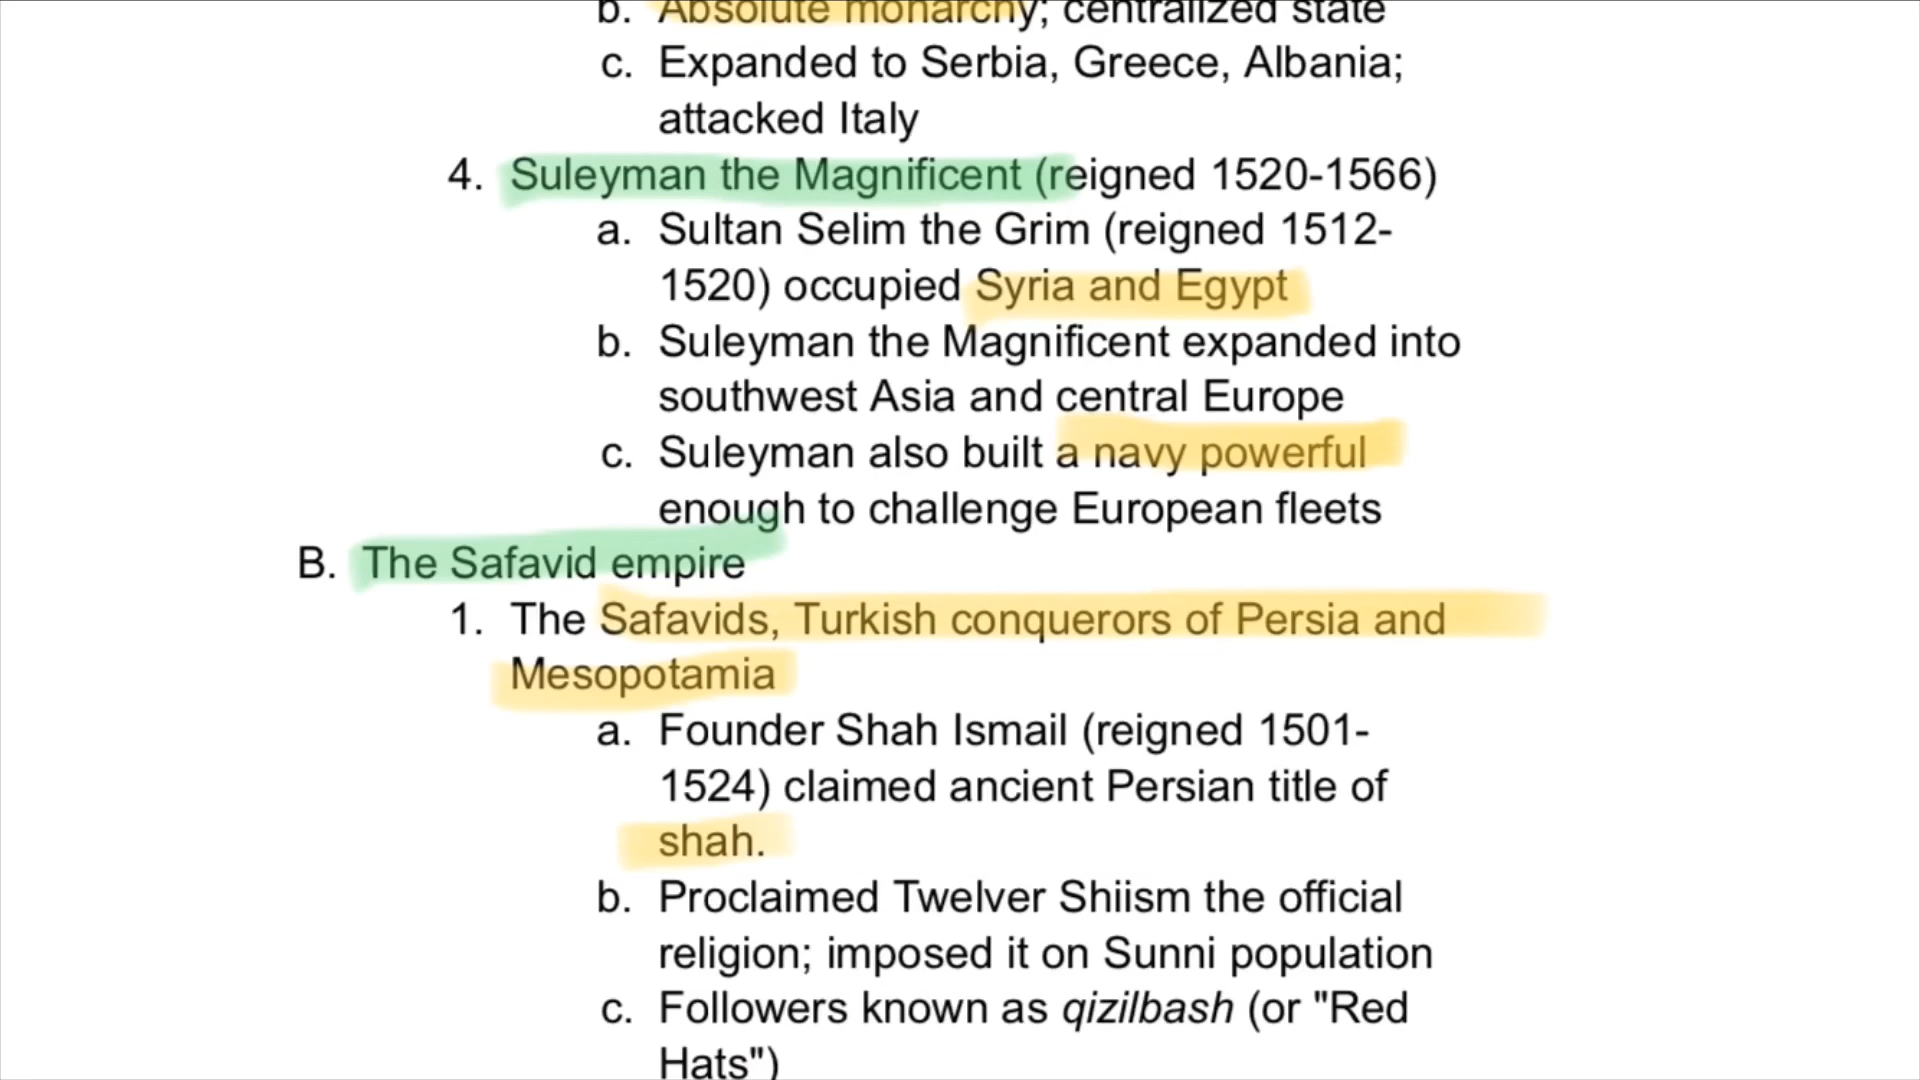 b. Absolute monarchy; centralized state
c. Expanded to Serbia, Greece, Albania;
attacked Italy
4. Suleyman the Magnificent (reigned 1520-1566)
a. Sultan Selim the Grim (reigned 1512-
1520) occupied Syria and Egypt
b. Suleyman the Magnificent expanded into
southwest Asia and central Europe
c. Suleyman also built a navy powerful
enough to challenge European fleets
B. The Safavid empire
1. The Safavids, Turkish conquerors of Persia and
Mesopotamia
a. Founder Shah Ismail (reigned 1501-
1524) claimed ancient Persian title of
shah.
b. Proclaimed Twelver Shiism the official
religion; imposed it on Sunni population
c. Followers known as qizilbash (or "Red
Hats")